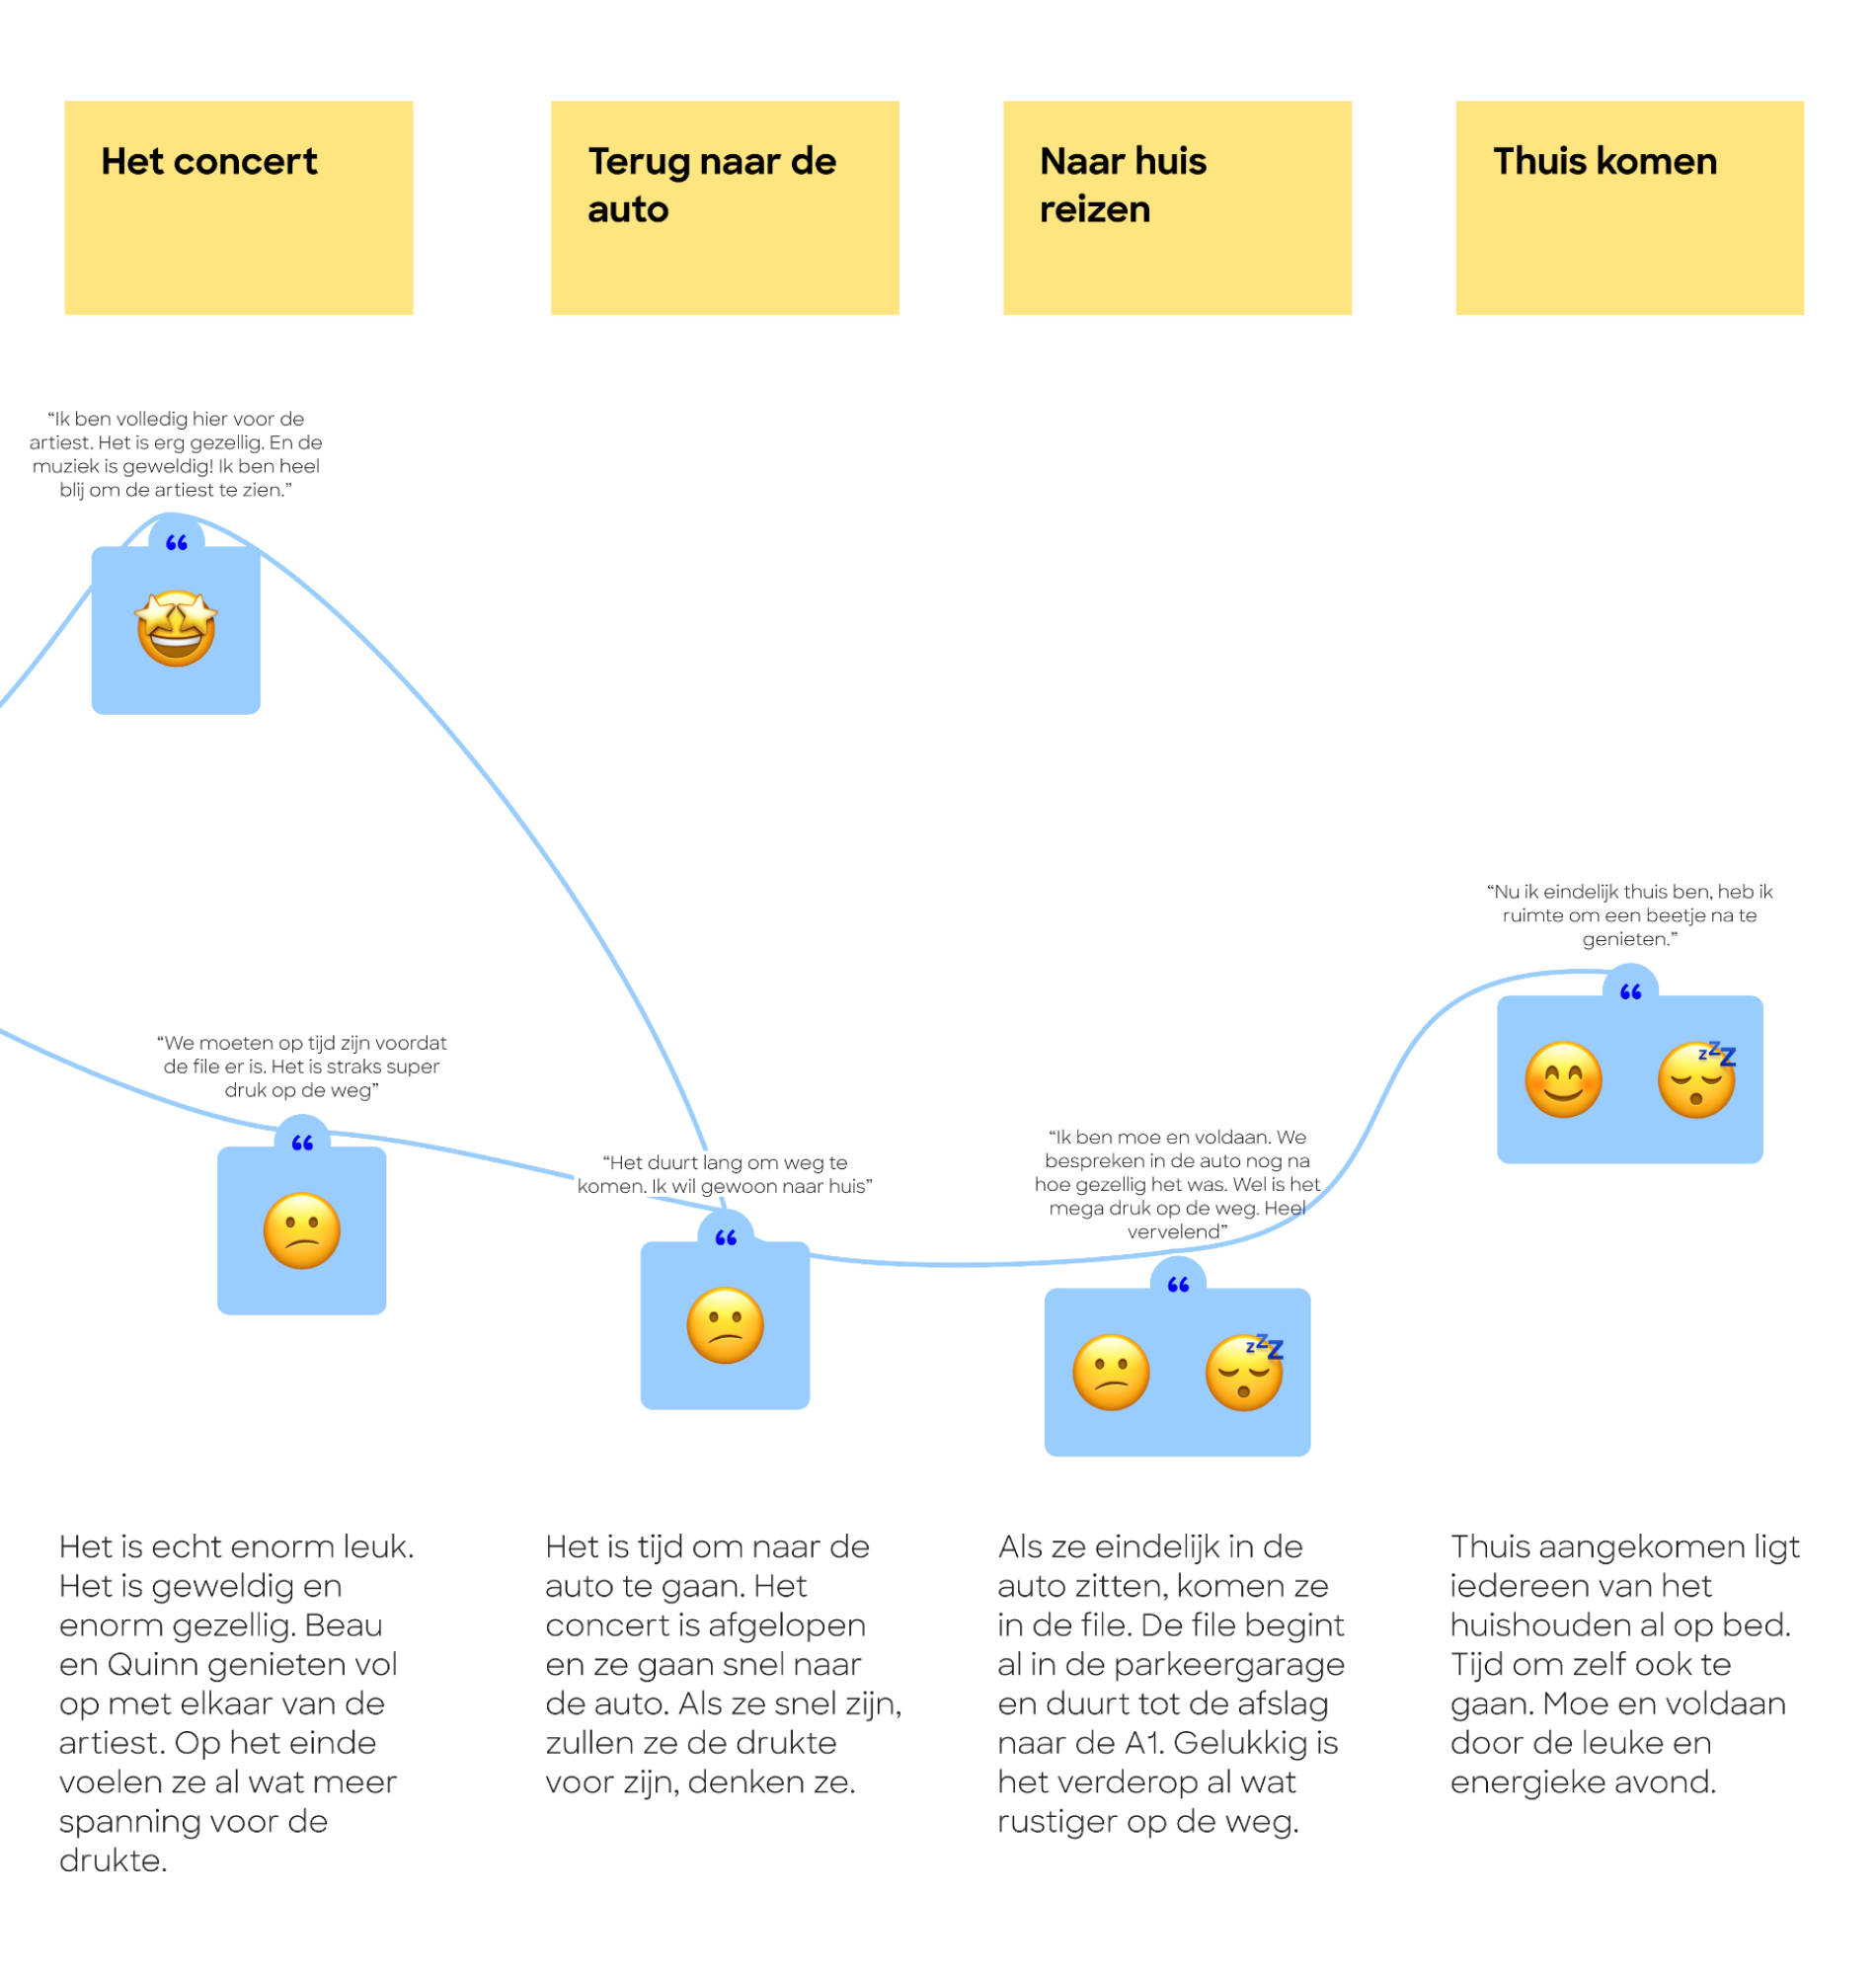 Het concert
Terug naar de
auto
Naar huis
reizen
Thuis komen
“Ik ben volledig hier voor de
artiest. Het is erg gezellig. En de
muziek is geweldig! Ik ben heel
blij om de artiest te zien.”
“We moeten op tijd zijn voordat
de file er is. Het is straks super
druk op de weg”
“Het duurt lang om weg te
komen. Ik wil gewoon naar huis”
“Ik ben moe en voldaan. We
bespreken in de auto nog na
hoe gezellig het was. Wel is het
mega druk op de weg. Heel
vervelend”
“Nu ik eindelijk thuis ben, heb ik
ruimte om een beetje na te
genieten.”
Het is echt enorm leuk.
Het is geweldig en
enorm gezellig. Beau
en Quinn genieten vol
op met elkaar van de
artiest. Op het einde
voelen ze al wat meer
spanning voor de
drukte.
Het is tijd om naar de
auto te gaan. Het
concert is afgelopen
en ze gaan snel naar
de auto. Als ze snel zijn,
zullen ze de drukte
voor zijn, denken ze.
Als ze eindelijk in de
auto zitten, komen ze
in de file. De file begint
al in de parkeergarage
en duurt tot de afslag
naar de A1. Gelukkig is
het verderop al wat
rustiger op de weg.
Thuis aangekomen ligt
iedereen van het
huishouden al op bed.
Tijd om zelf ook te
gaan. Moe en voldaan
door de leuke en
energieke avond.